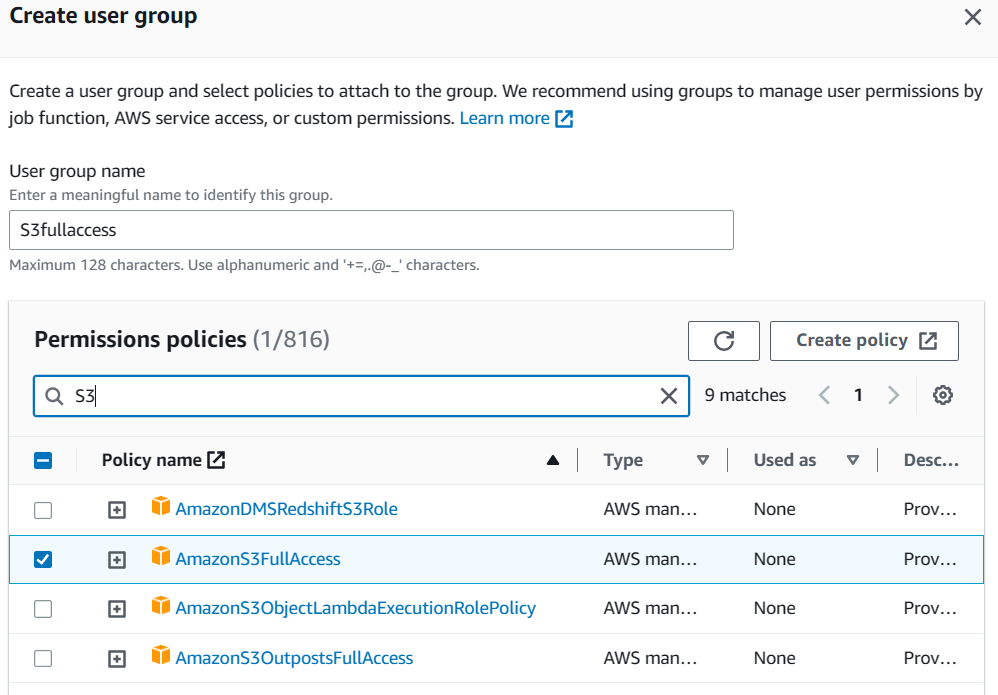 Create user group
Create a user group and select policies to attach to the group. We recommend using groups to manage user permissions by
job function, AWS service access, or custom permissions. Learn more
User group name
Enter a meaningful name to identify this group.
S3fullaccess
Maximum 128 characters. Use alphanumeric and '+=,.@-_' characters.
Permissions policies (1/816)
Create policy
S3
9 matches
1
Policy name Type Used as Desc...
AmazonDMSRedshiftS3Role AWS man... None Prov...
AmazonS3FullAccess AWS man... None Prov...
AmazonS3ObjectLambdaExecutionRolePolicy AWS man... None Prov...
AmazonS3OutpostsFullAccess AWS man... None Prov...